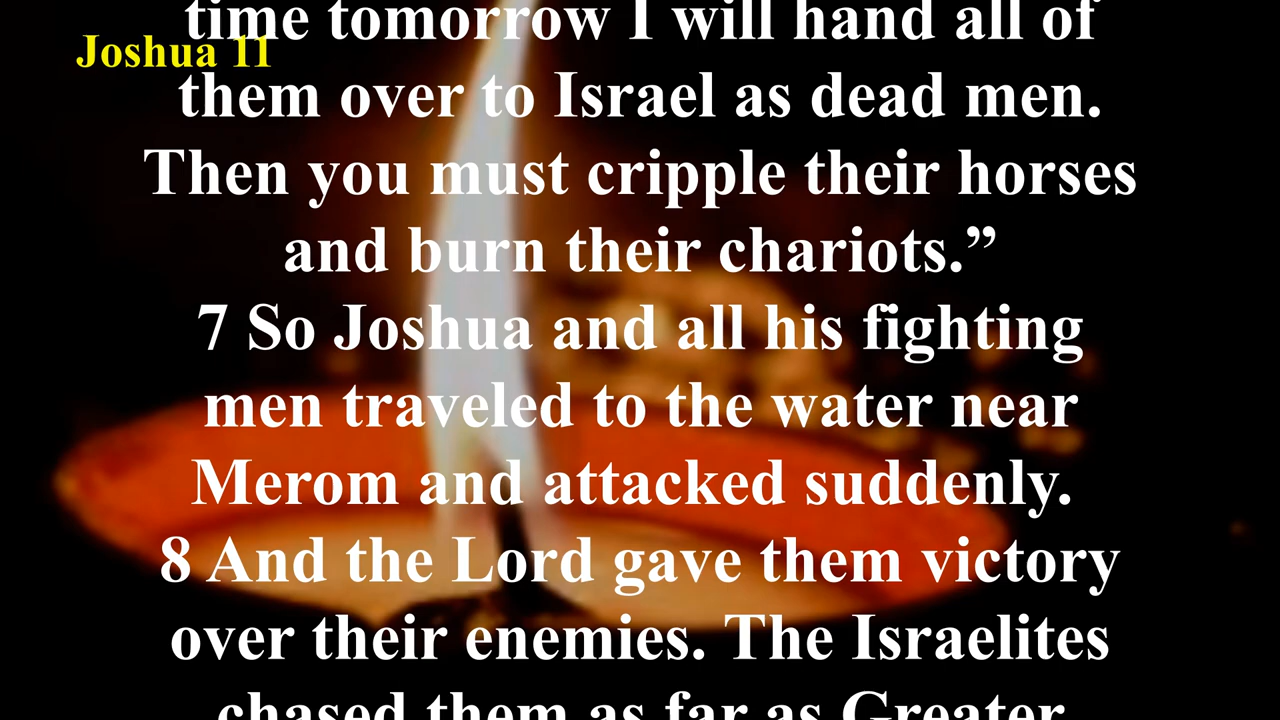 time tomorrow I will hand all of
Joshua 11
them over to Israel as dead men.
Then you must cripple their horses
and burn their chariots.”
7 So Joshua and all his fighting
men traveled to the water near
Merom and attacked suddenly.
8 And the Lord gave them victory
over their enemies. The Israelites
chased them as far as Greater